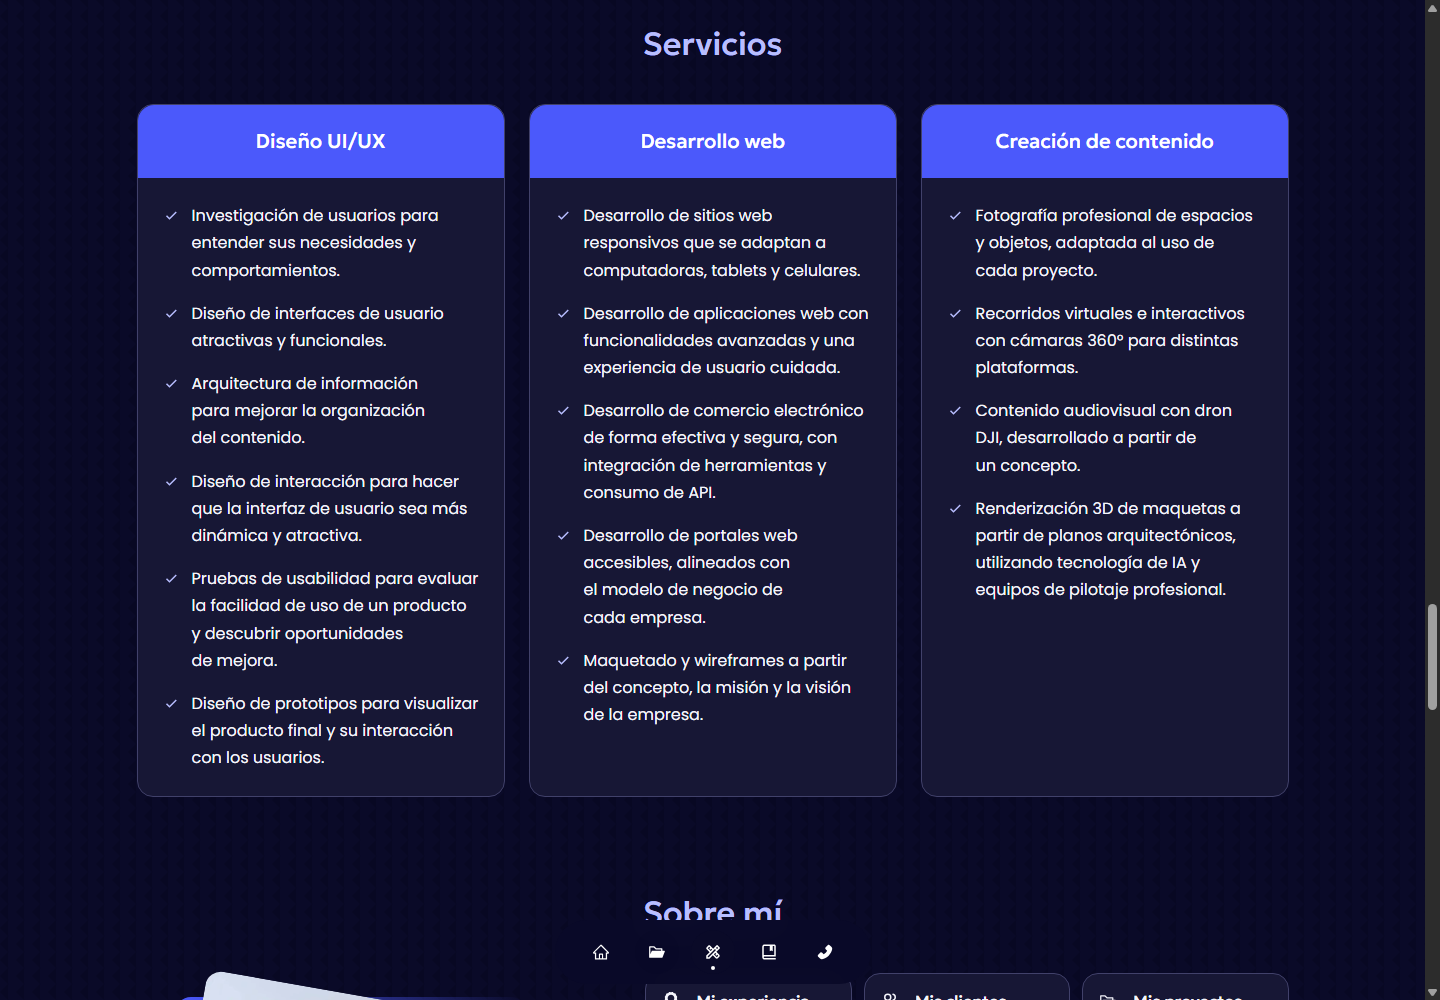 Servicios
Diseño UI/UX
Investigación de usuarios para
entender sus necesidades y
comportamientos.
Diseño de interfaces de usuario
atractivas y funcionales.
Arquitectura de información
para mejorar la organización
del contenido.
Diseño de interacción para hacer
que la interfaz de usuario sea más
dinámica y atractiva.
Pruebas de usabilidad para evaluar
la facilidad de uso de un producto
y descubrir oportunidades
de mejora.
Diseño de prototipos para visualizar
el producto final y su interacción
con los usuarios.
Desarrollo web
Desarrollo de sitios web
responsivos que se adaptan a
computadoras, tablets y celulares.
Desarrollo de aplicaciones web con
funcionalidades avanzadas y una
experiencia de usuario cuidada.
Desarrollo de comercio electrónico
de forma efectiva y segura, con
integración de herramientas y
consumo de API.
Desarrollo de portales web
accesibles, alineados con
el modelo de negocio de
cada empresa.
Maquetado y wireframes a partir
del concepto, la misión y la visión
de la empresa.
Creación de contenido
Fotografía profesional de espacios
y objetos, adaptada al uso de
cada proyecto.
Recorridos virtuales e interactivos
con cámaras 360° para distintas
plataformas.
Contenido audiovisual con dron
DJI, desarrollado a partir de
un concepto.
Renderización 3D de maquetas a
partir de planos arquitectónicos,
utilizando tecnología de IA y
equipos de pilotaje profesional.
Sobre mí
Mi experiencia
Mis clientes
Mis proyectos